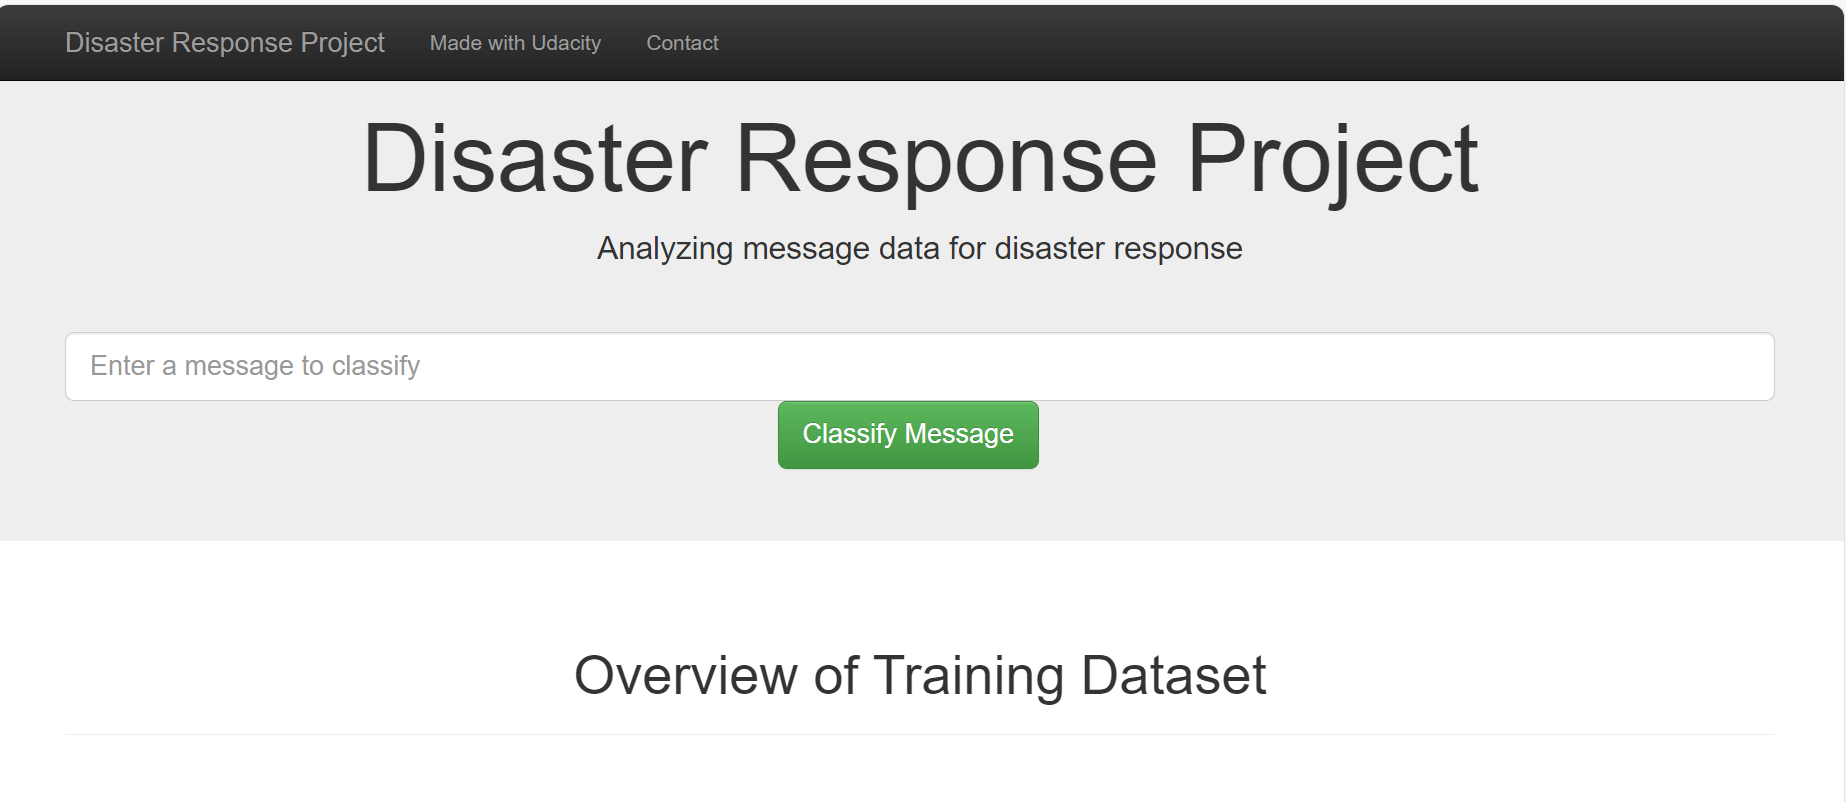 Disaster Response Project Made with Udacity Contact
Disaster Response Project
Analyzing message data for disaster response
Enter a message to classify
Classify Message
Overview of Training Dataset